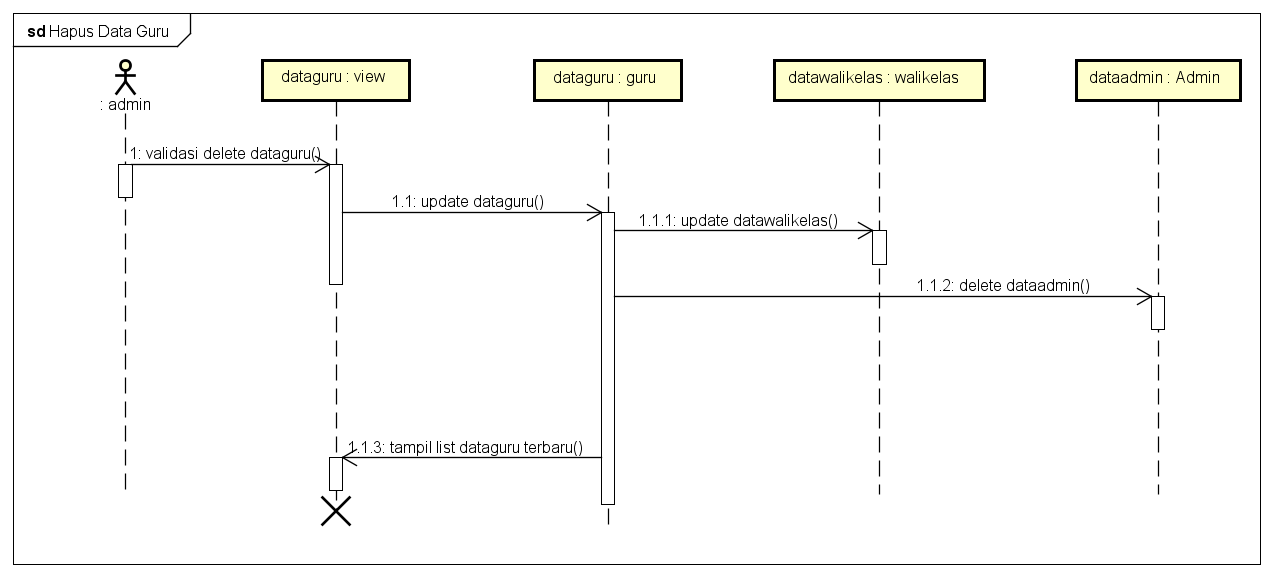 sd Hapus Data Guru
: admin
dataguru : view
dataguru : guru
datawalikelas : walikelas
dataadmin : Admin
1: validasi delete dataguru()
1.1: update dataguru()
1.1.1: update datawalikelas()
1.1.2: delete dataadmin()
1.1.3: tampil list dataguru terbaru()